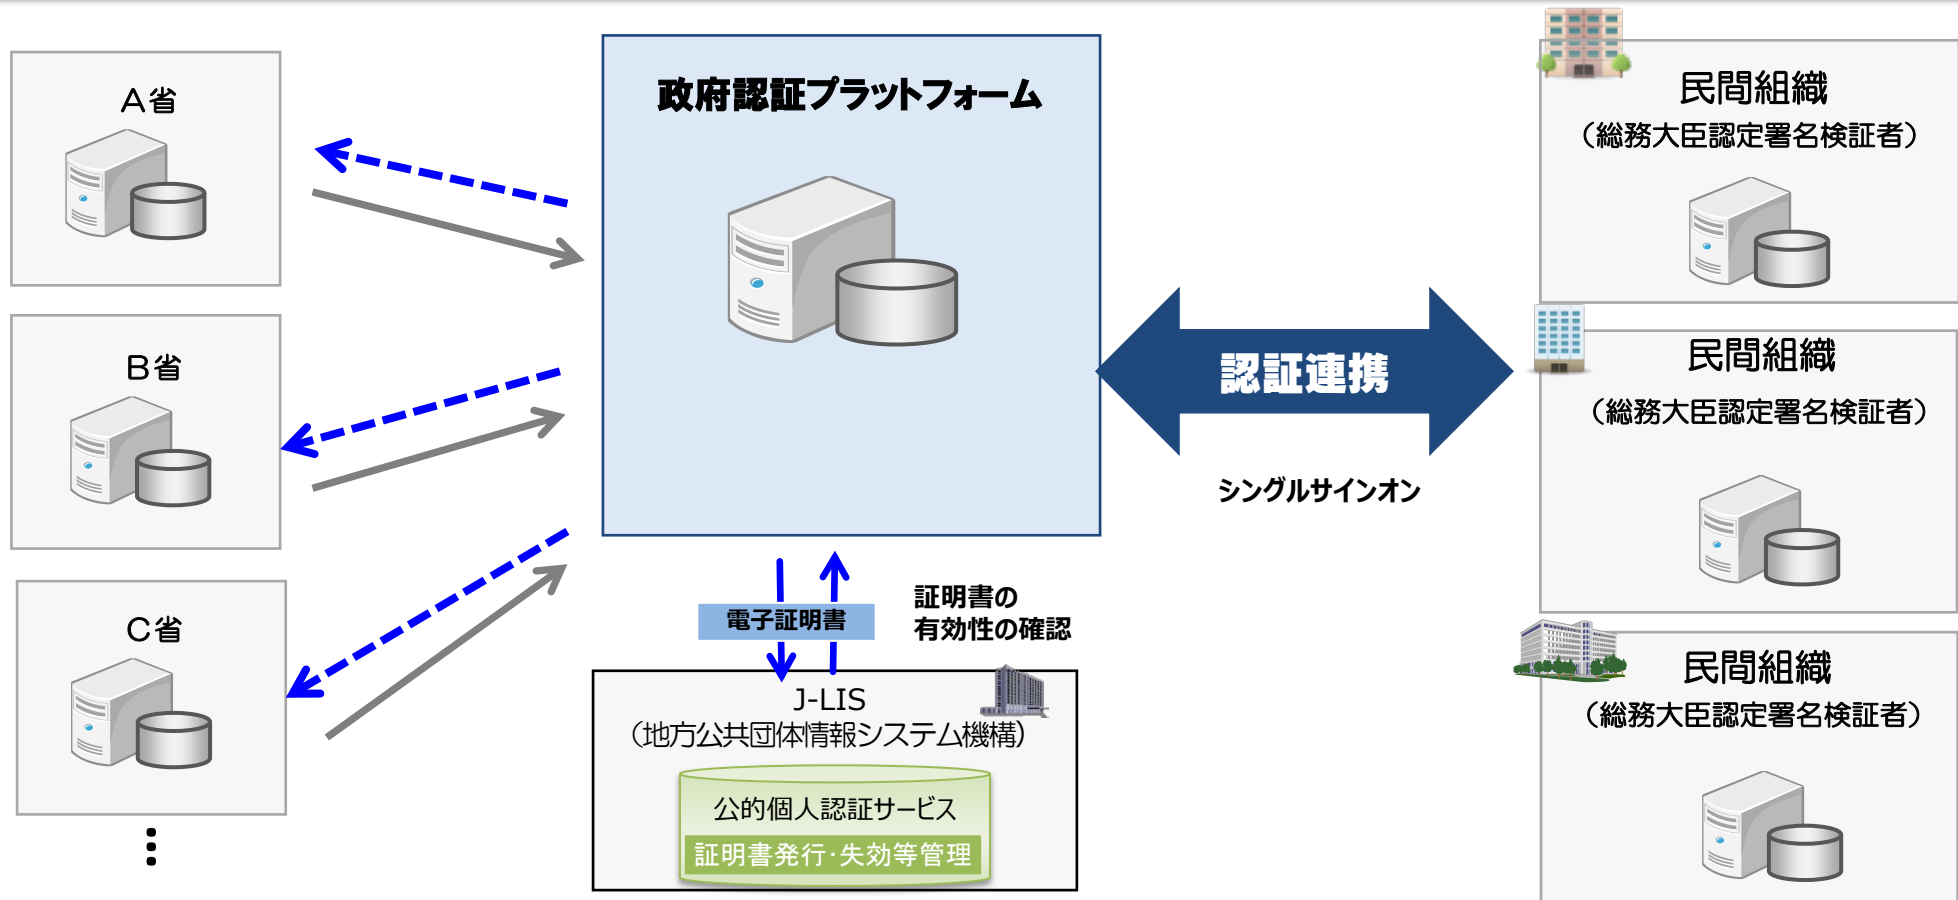 A省
B省
C省
⋮
政府認証プラットフォーム
電子証明書
証明書の
有効性の確認
J-LIS
（地方公共団体情報システム機構）
公的個人認証サービス
証明書発行・失効等管理
認証連携
シングルサインオン
民間組織
（総務大臣認定署名検証者）
民間組織
（総務大臣認定署名検証者）
民間組織
（総務大臣認定署名検証者）